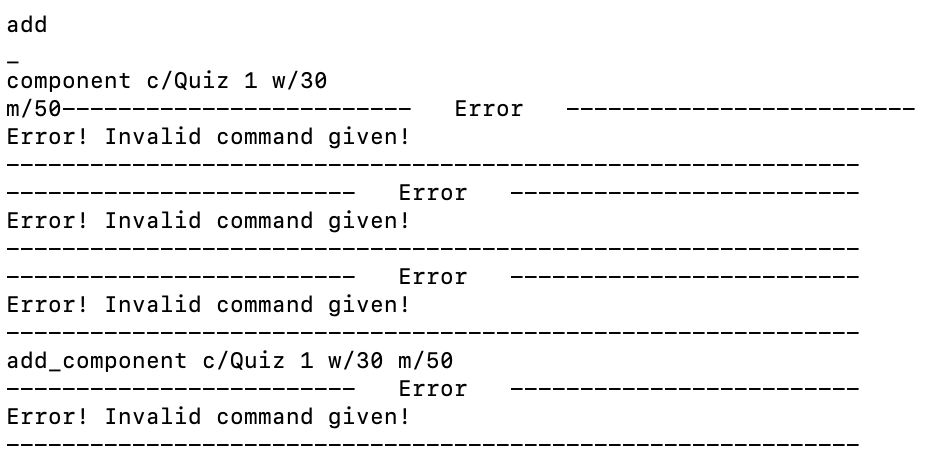 add
_
component c/Quiz 1 w/30
m/50------------------------- Error -------------------------
Error! Invalid command given!
-------------------------------------------------------------
------------------------- Error -------------------------
Error! Invalid command given!
-------------------------------------------------------------
------------------------- Error -------------------------
Error! Invalid command given!
-------------------------------------------------------------
add_component c/Quiz 1 w/30 m/50
------------------------- Error -------------------------
Error! Invalid command given!
-------------------------------------------------------------